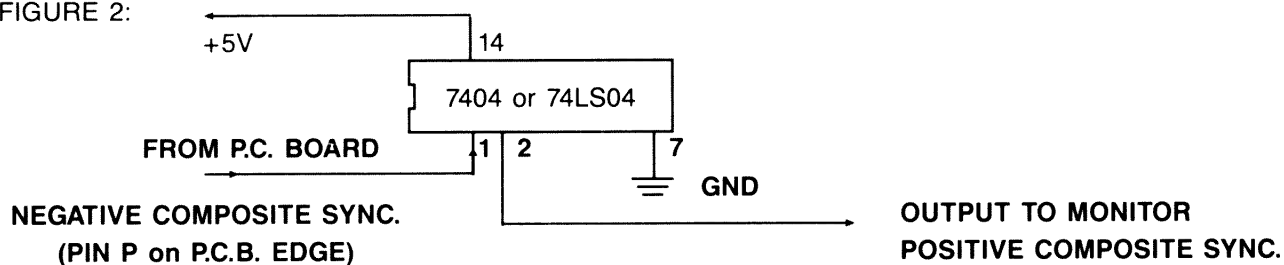 FIGURE 2:
+5V
14
7404 or 74LS04
FROM P.C. BOARD
1 2 7
GND
NEGATIVE COMPOSITE SYNC.
(PIN P on P.C.B. EDGE)
OUTPUT TO MONITOR
POSITIVE COMPOSITE SYNC.